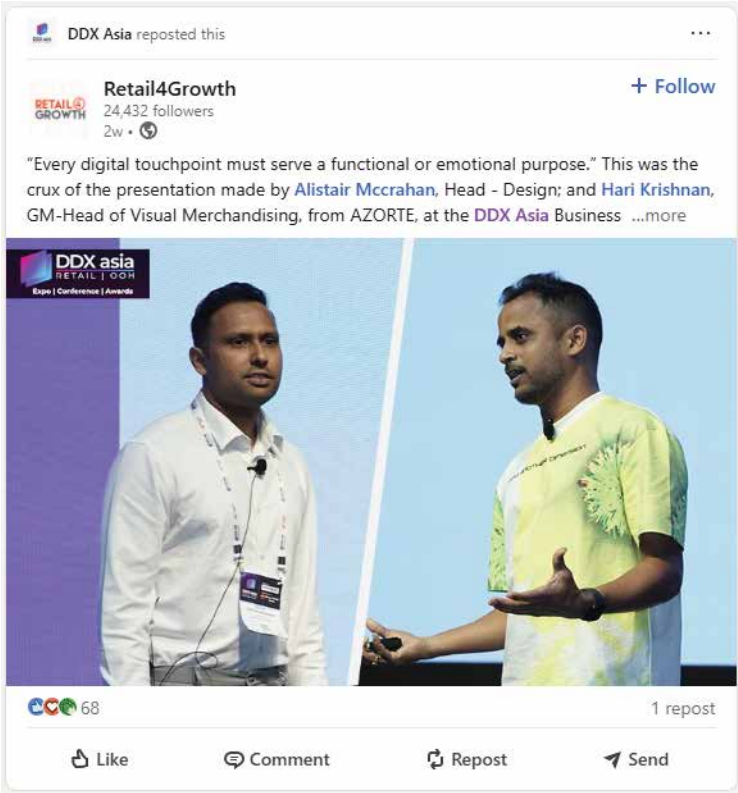 DDX Asia reposted this
...
RETAIL4
GROWTH
Retail4Growth
+ Follow
24,432 followers
2w •
“Every digital touchpoint must serve a functional or emotional purpose.” This was the
crux of the presentation made by Alistair Mccrahan, Head - Design; and Hari Krishnan,
GM-Head of Visual Merchandising, from AZORTE, at the DDX Asia Business ...more
DDX asia
RETAIL | OOH
Expo | Conference | Awards
68
1 repost
Like
Comment
Repost
Send